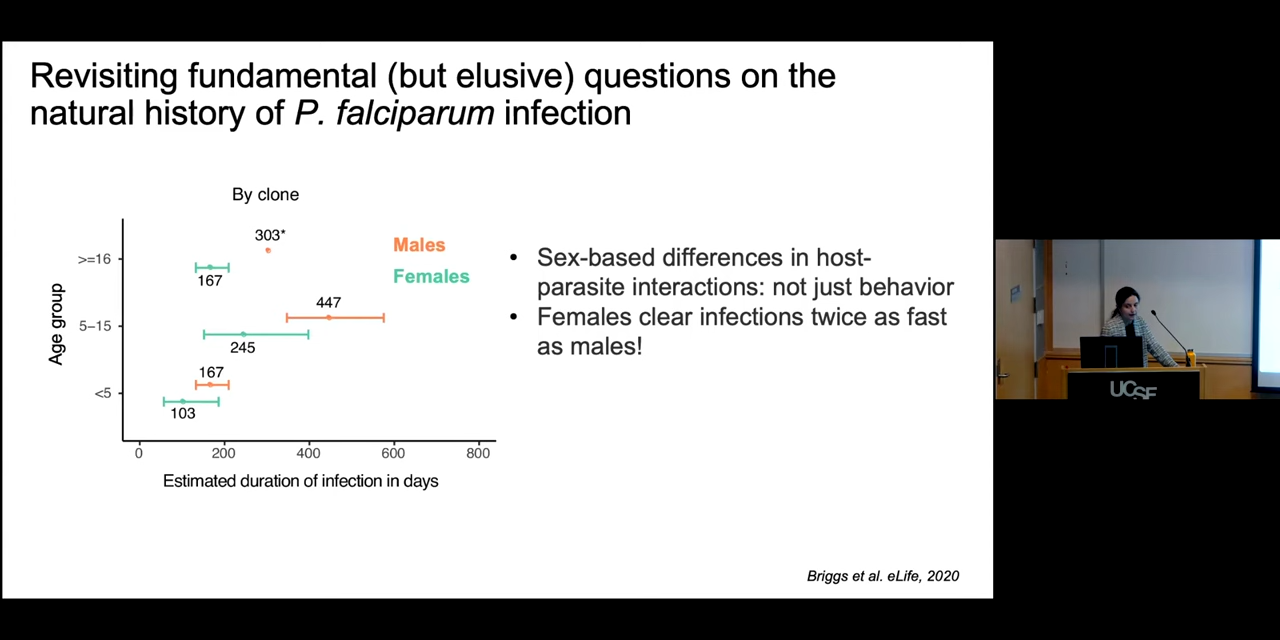 Revisiting fundamental (but elusive) questions on the
natural history of P. falciparum infection
By clone
Males
Females
303*
>=16
167
447
5–15
245
167
<5
103
Age group
0 200 400 600 800
Estimated duration of infection in days
• Sex-based differences in host-
parasite interactions: not just behavior
• Females clear infections twice as fast
as males!
Briggs et al. eLife, 2020
UCSF